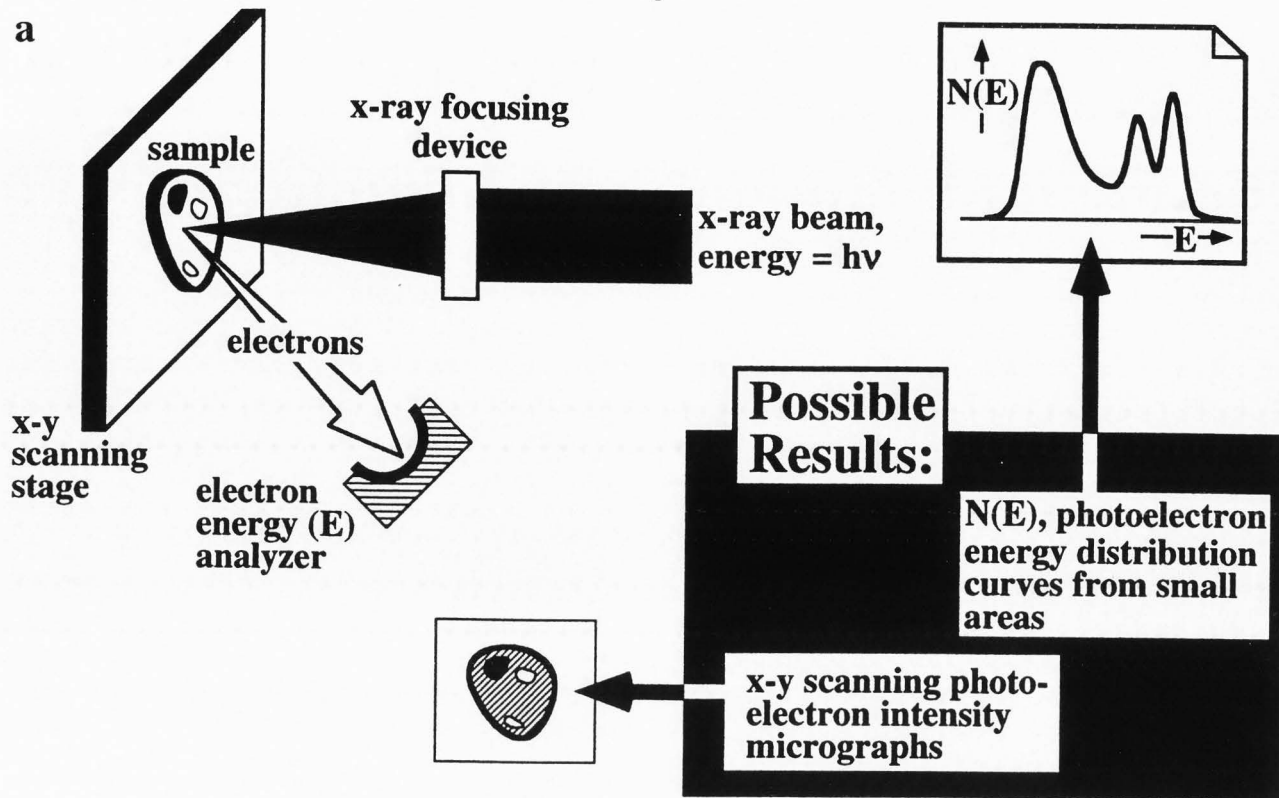 a
x-ray focusing
device
sample
x-ray beam,
energy = hν
electrons
x-y
scanning
stage
electron
energy (E)
analyzer
N(E)
E
Possible
Results:
N(E), photoelectron
energy distribution
curves from small
areas
x-y scanning photo-
electron intensity
micrographs